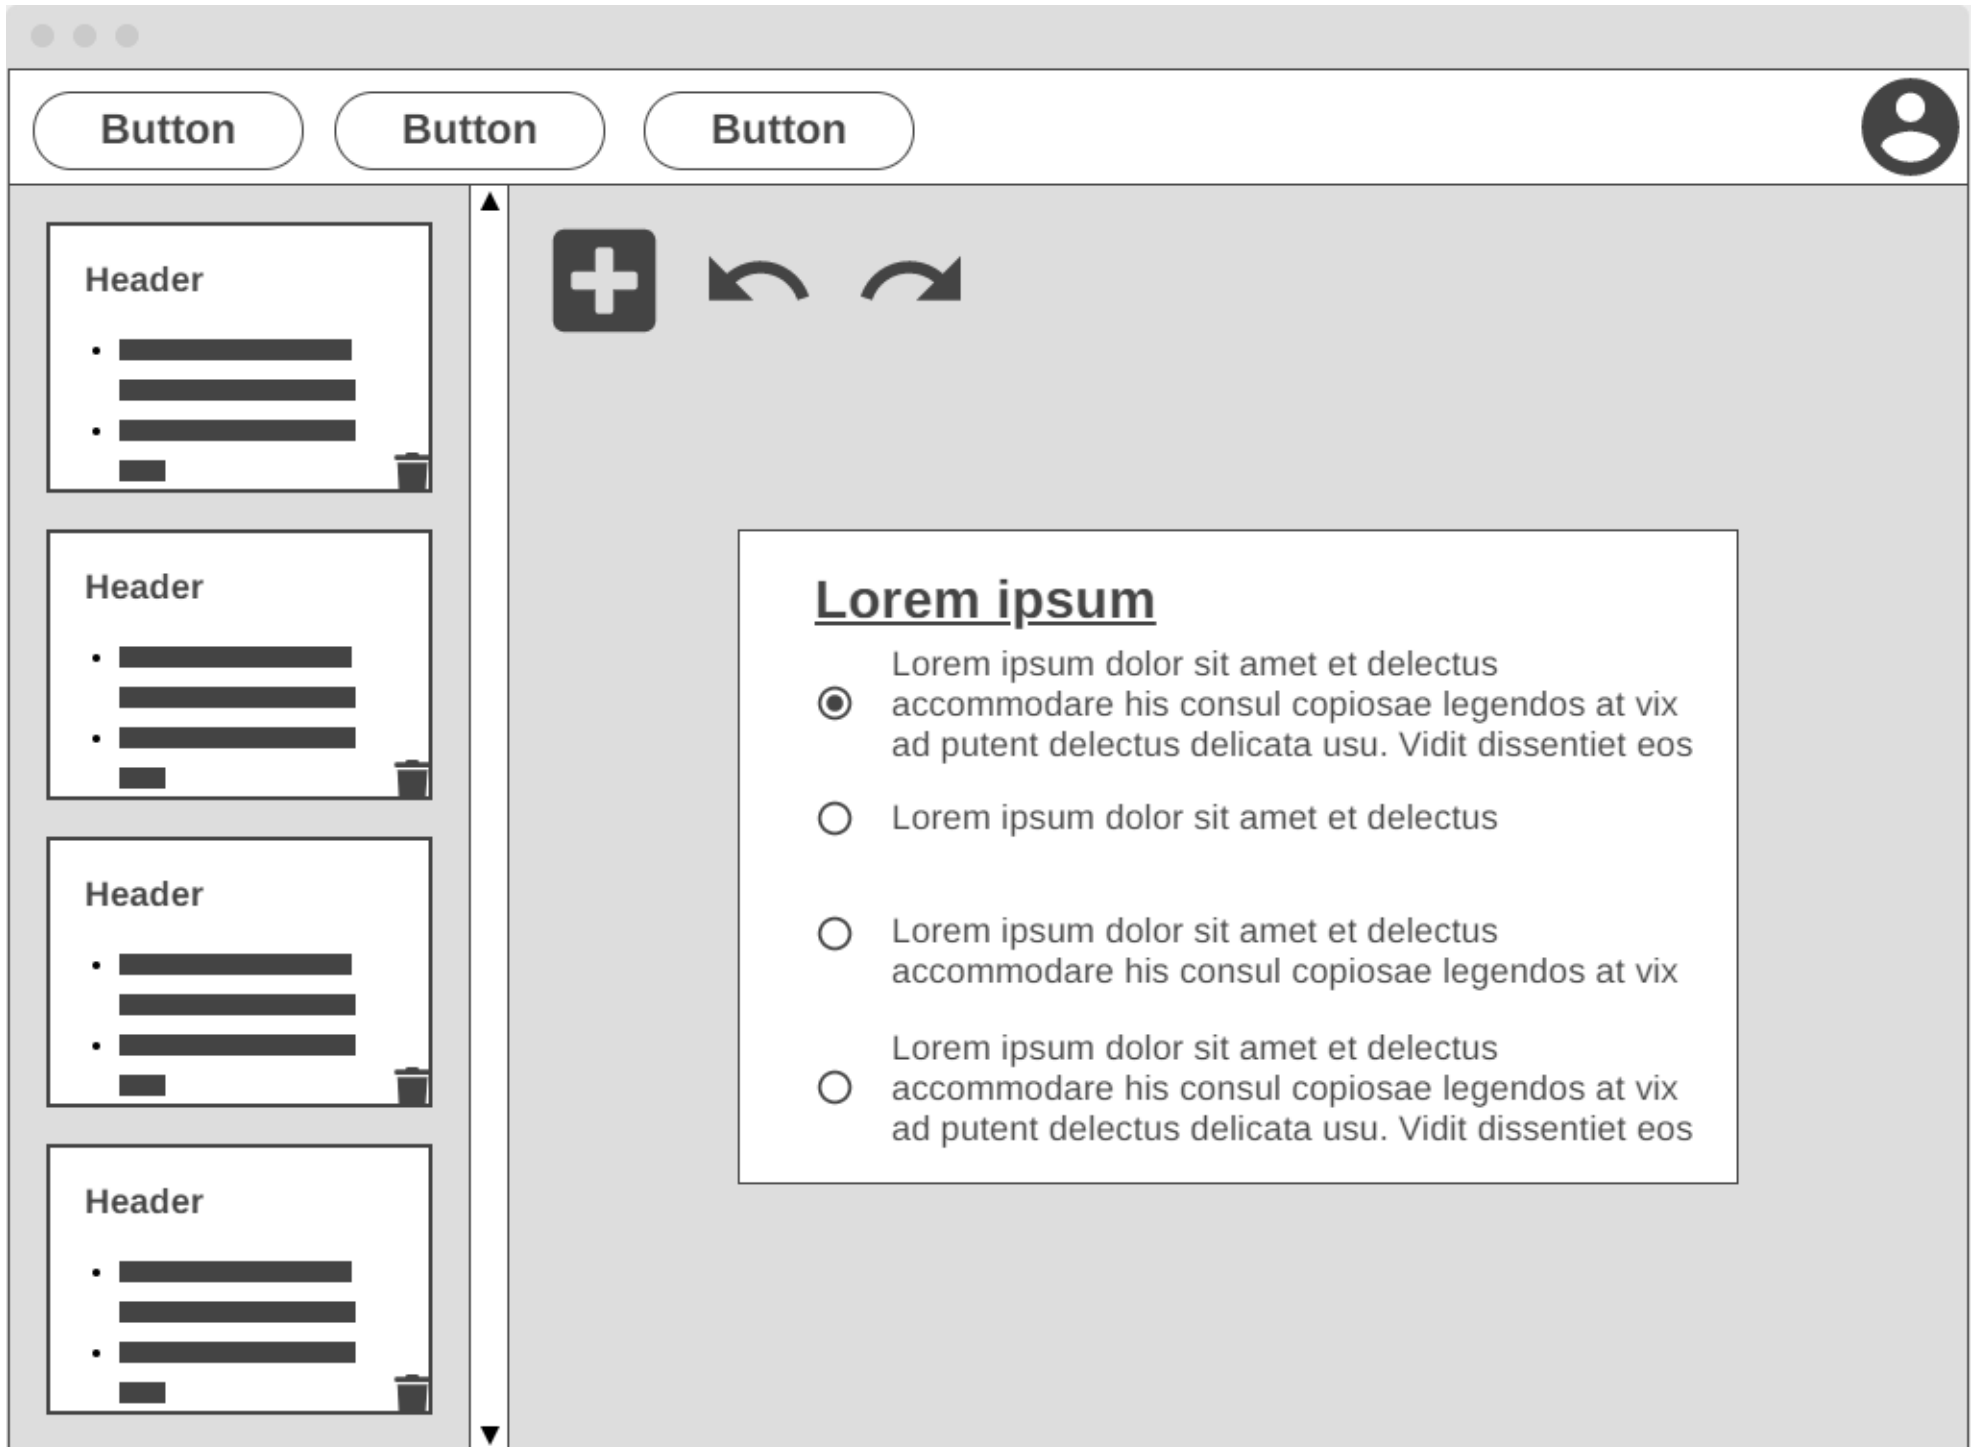 Button
Button
Button
Header
Header
Header
Header
Lorem ipsum
Lorem ipsum dolor sit amet et delectus
accommodare his consul copiosae legendos at vix
ad putent delectus delicata usu. Vidit dissentiet eos
Lorem ipsum dolor sit amet et delectus
Lorem ipsum dolor sit amet et delectus
accommodare his consul copiosae legendos at vix
Lorem ipsum dolor sit amet et delectus
accommodare his consul copiosae legendos at vix
ad putent delectus delicata usu. Vidit dissentiet eos